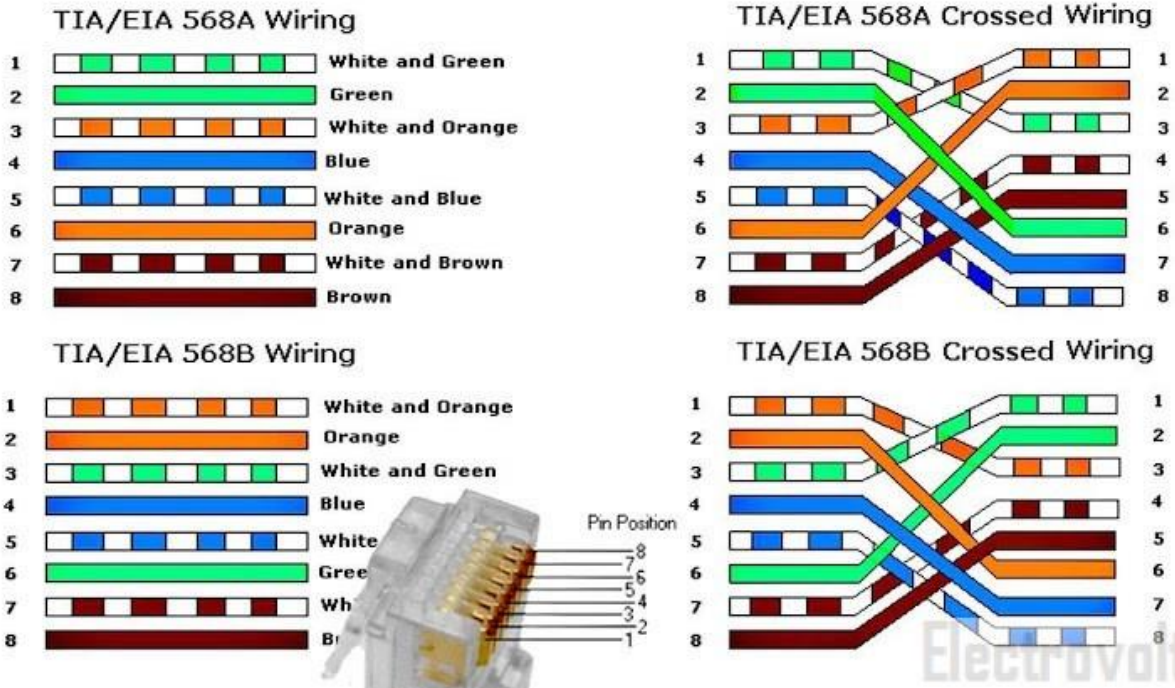 TIA/EIA 568A Wiring
1 White and Green
2 Green
3 White and Orange
4 Blue
5 White and Blue
6 Orange
7 White and Brown
8 Brown
TIA/EIA 568A Crossed Wiring
1 1
2 2
3 3
4 4
5 5
6 6
7 7
8 8
TIA/EIA 568B Wiring
1 White and Orange
2 Orange
3 White and Green
4 Blue
5 White
6 Gree
7 Wh
8 B
Pin Position
8
7
6
5
4
3
2
1
TIA/EIA 568B Crossed Wiring
1 1
2 2
3 3
4 4
5 5
6 6
7 7
8 8
Electrovolt